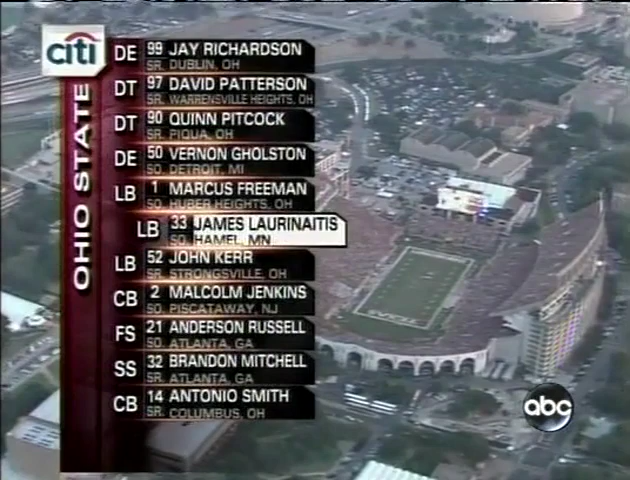 citi
OHIO STATE
DE 99 JAY RICHARDSON
SR. DUBLIN, OH
DT 97 DAVID PATTERSON
SR. WARRENSVILLE HEIGHTS, OH
DT 90 QUINN PITCOCK
SR. PIQUA, OH
DE 50 VERNON GHOLSTON
SO. DETROIT, MI
LB 1 MARCUS FREEMAN
SO. HUBER HEIGHTS, OH
LB 33 JAMES LAURINAITIS
SO. HAMEL, MN
LB 52 JOHN KERR
SR. STRONGSVILLE, OH
CB 2 MALCOLM JENKINS
SO. PISCATAWAY, NJ
FS 21 ANDERSON RUSSELL
SO. ATLANTA, GA
SS 32 BRANDON MITCHELL
SR. ATLANTA, GA
CB 14 ANTONIO SMITH
SR. COLUMBUS, OH
abc